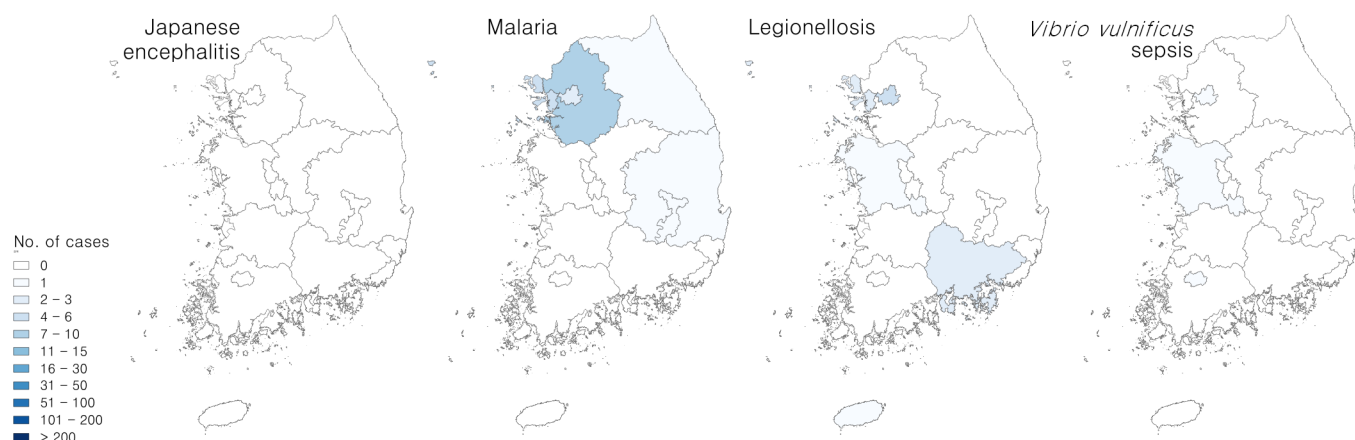 Japanese
encephalitis
Malaria
Legionellosis
Vibrio vulnificus
sepsis
No. of cases
0
1
2 – 3
4 – 6
7 – 10
11 – 15
16 – 30
31 – 50
51 – 100
101 – 200
> 200